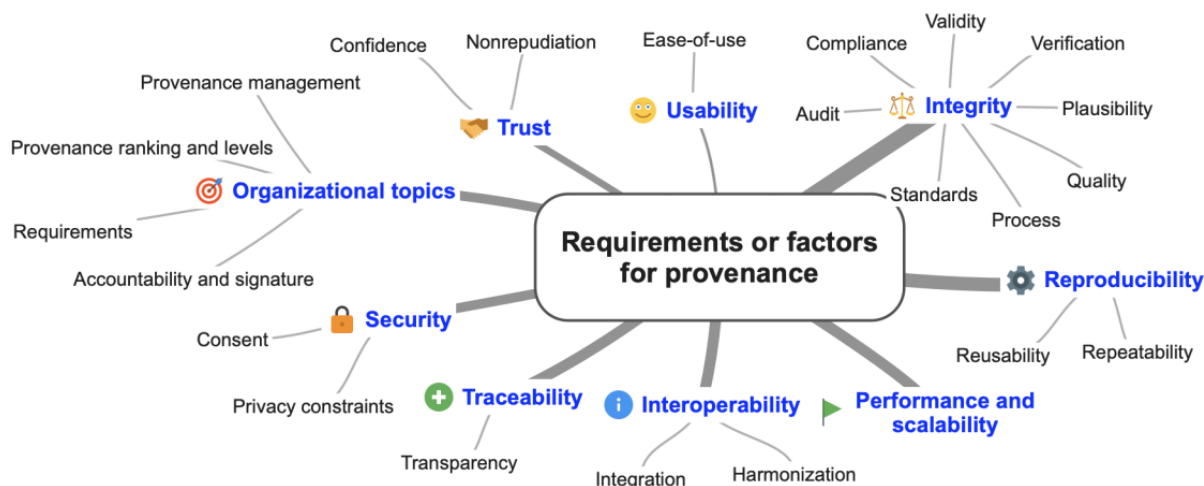 Confidence
Nonrepudiation
Trust
Ease-of-use
Usability
Validity
Compliance
Verification
Audit
Integrity
Plausibility
Quality
Standards
Process
Provenance management
Provenance ranking and levels
Organizational topics
Requirements
Accountability and signature
Requirements or factors
for provenance
Reproducibility
Reusability
Repeatability
Security
Consent
Privacy constraints
Traceability
Transparency
Interoperability
Integration
Harmonization
Performance and
scalability